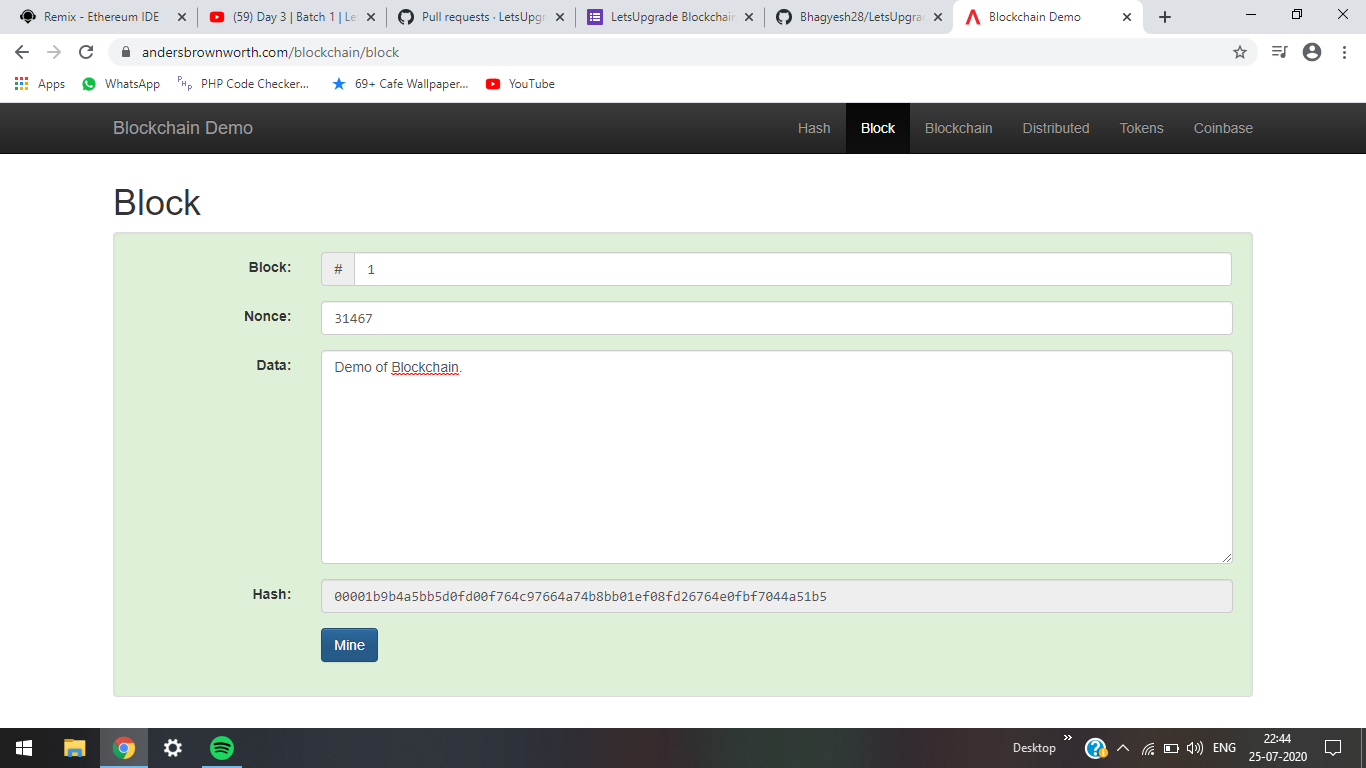 Remix - Ethereum IDE
(59) Day 3 | Batch 1 | Le
Pull requests · LetsUpgr
LetsUpgrade Blockchain
Bhagyesh28/LetsUpgra
Blockchain Demo
andersbrownworth.com/blockchain/block
Apps WhatsApp PHP PHP Code Checker... 69+ Cafe Wallpaper... YouTube
Blockchain Demo Hash Block Blockchain Distributed Tokens Coinbase
Block
Block: # 1
Nonce: 31467
Data: Demo of Blockchain.
Hash: 00001b9b4a5bb5d0fd00f764c97664a74b8bb01ef08fd26764e0fbf7044a51b5
Mine
Desktop » ENG 22:44
25-07-2020